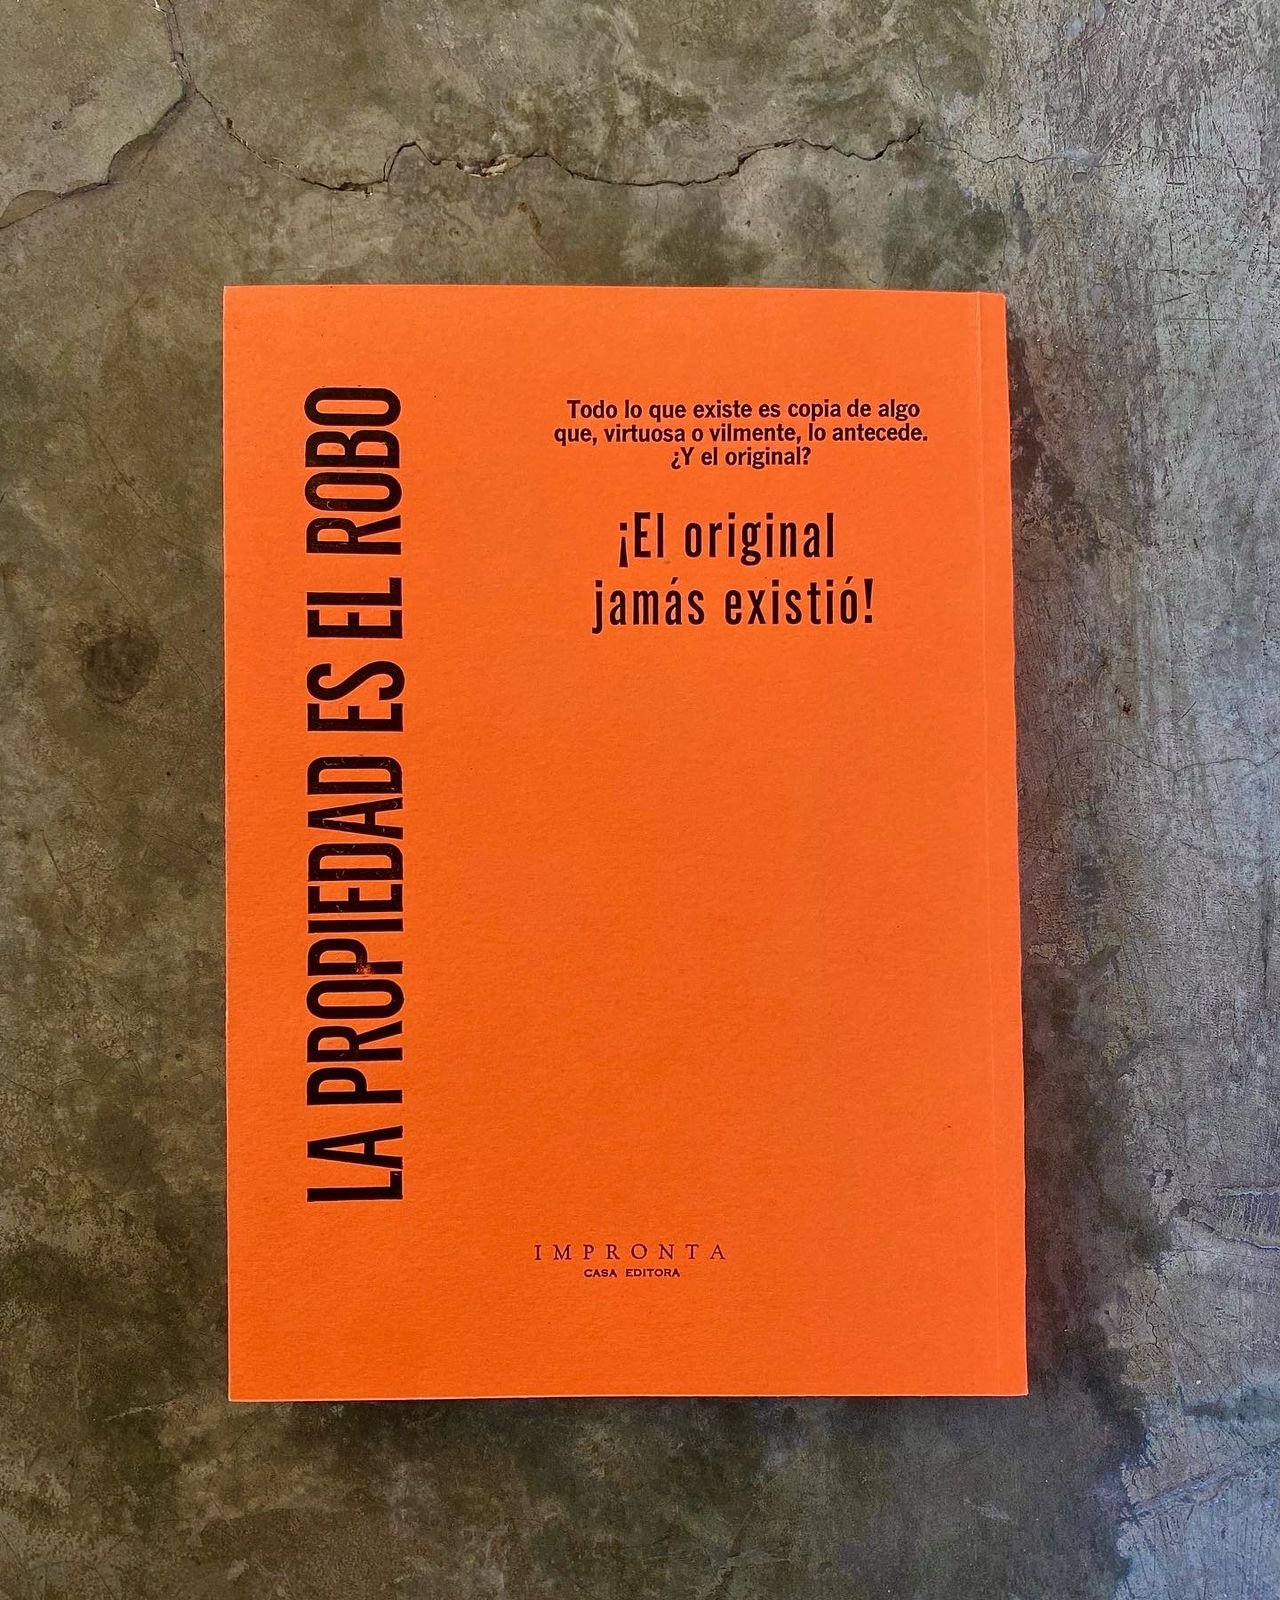 LA PROPIEDAD ES EL ROBO
Todo lo que existe es copia de algo
que, virtuosa o vilmente, lo antecede.
¿Y el original?
¡El original
jamás existió!
IMPRONTA
CASA EDITORA